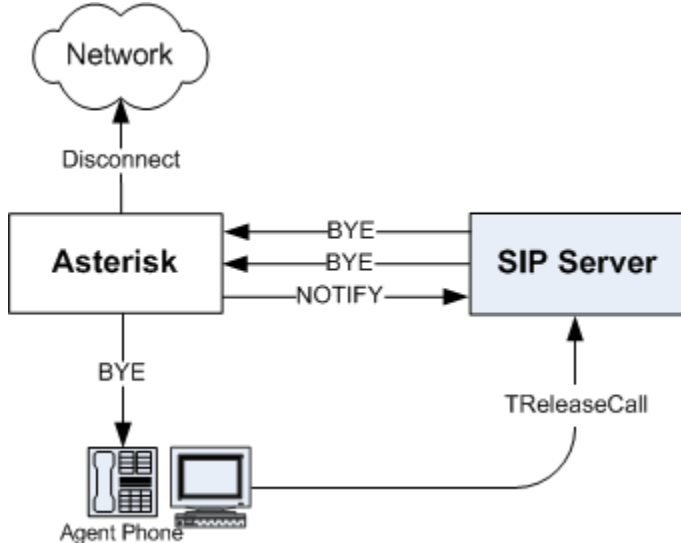 Network
Disconnect
Asterisk
BYE
BYE
NOTIFY
SIP Server
BYE
TReleaseCall
Agent Phone